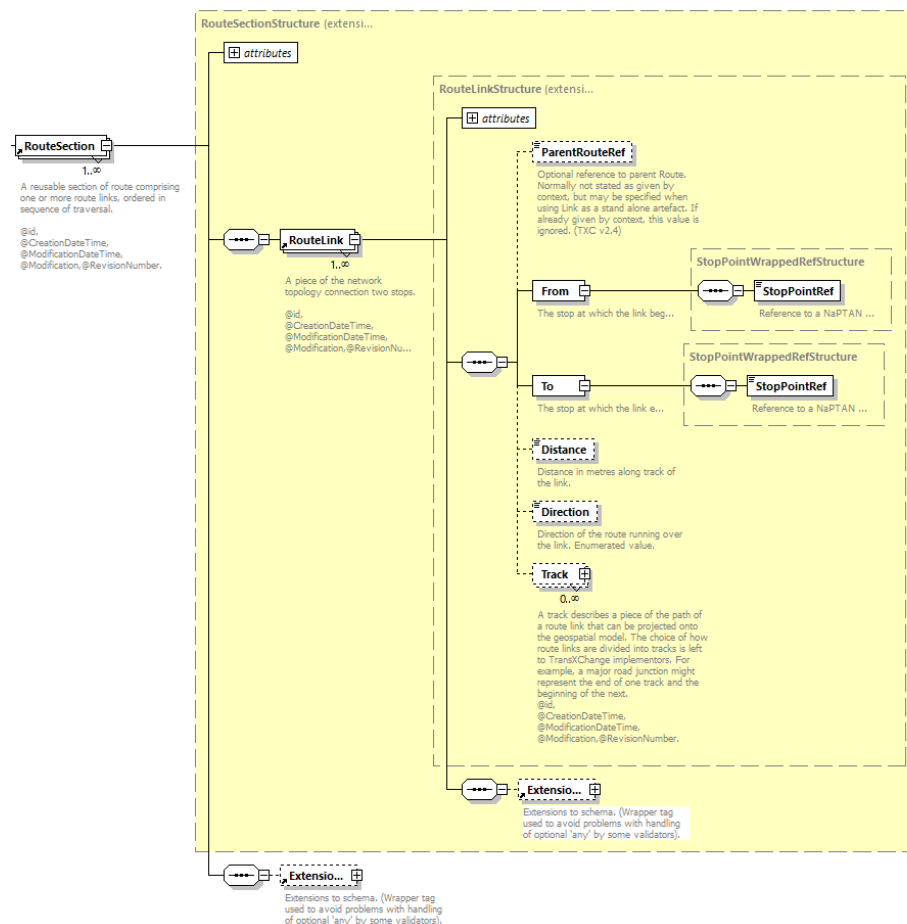 RouteSectionStructure (extensi...
attributes
RouteLinkStructure (extensi...
attributes
RouteSection
1..∞
A reusable section of route comprising
one or more route links, ordered in
sequence of traversal.
@id,
@CreationDateTime,
@ModificationDateTime,
@Modification,@RevisionNumber.
RouteLink
1..∞
A piece of the network
topology connection two stops.
@id,
@CreationDateTime,
@ModificationDateTime,
@Modification,@RevisionNu...
ParentRouteRef
Optional reference to parent Route.
Normally not stated as given by
context, but may be specified when
using Link as a stand alone artefact. If
already given by context, this value is
ignored. (TXC v2.4)
From
The stop at which the link beg...
StopPointWrappedRefStructure
StopPointRef
Reference to a NaPTAN ...
To
The stop at which the link e...
StopPointWrappedRefStructure
StopPointRef
Reference to a NaPTAN ...
Distance
Distance in metres along track of
the link.
Direction
Direction of the route running over
the link. Enumerated value.
Track
0..∞
A track describes a piece of the path of
a route link that can be projected onto
the geospatial model. The choice of how
route links are divided into tracks is left
to TransXChange implementors. For
example, a major road junction might
represent the end of one track and the
beginning of the next.
@id,
@CreationDateTime,
@ModificationDateTime,
@Modification,@RevisionNumber.
Extensio...
Extensions to schema. (Wrapper tag
used to avoid problems with handling
of optional 'any' by some validators).
Extensio...
Extensions to schema. (Wrapper tag
used to avoid problems with handling
of optional 'any' by some validators).